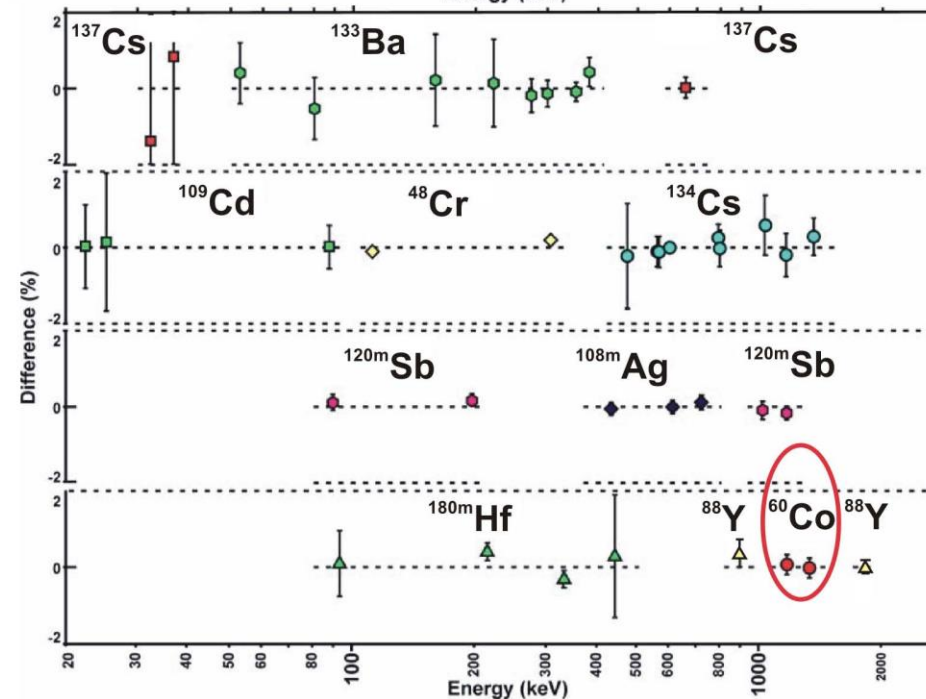 2
¹³⁷Cs ¹³³Ba ¹³⁷Cs
0
-2
2
¹⁰⁹Cd ⁴⁸Cr ¹³⁴Cs
0
-2
2
¹²⁰ᵐSb ¹⁰⁸ᵐAg ¹²⁰ᵐSb
0
-2
2
¹⁸⁰ᵐHf ⁸⁸Y ⁶⁰Co ⁸⁸Y
0
-2
Difference (%)
20 30 40 50 60 80 100 200 300 400 500 600 800 1000 2000
Energy (keV)